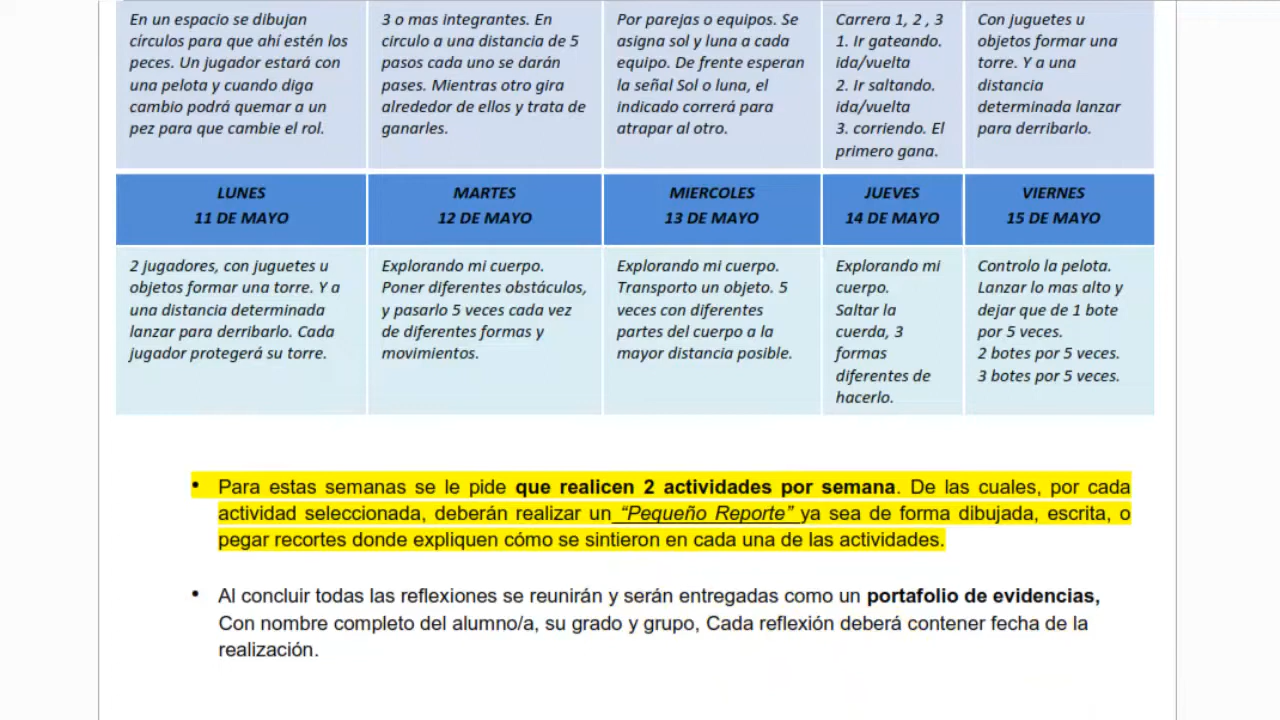 En un espacio se dibujan
círculos para que ahí estén los
peces. Un jugador estará con
una pelota y cuando diga
cambio podrá quemar a un
pez para que cambie el rol.
3 o mas integrantes. En
circulo a una distancia de 5
pasos cada uno se darán
pases. Mientras otro gira
alrededor de ellos y trata de
ganarles.
Por parejas o equipos. Se
asigna sol y luna a cada
equipo. De frente esperan
la señal Sol o luna, el
indicado correrá para
atrapar al otro.
Carrera 1, 2 , 3
1. Ir gateando.
ida/vuelta
2. Ir saltando.
ida/vuelta
3. corriendo. El
primero gana.
Con juguetes u
objetos formar una
torre. Y a una
distancia
determinada lanzar
para derribarlo.
LUNES
11 DE MAYO
MARTES
12 DE MAYO
MIERCOLES
13 DE MAYO
JUEVES
14 DE MAYO
VIERNES
15 DE MAYO
2 jugadores, con juguetes u
objetos formar una torre. Y a
una distancia determinada
lanzar para derribarlo. Cada
jugador protegerá su torre.
Explorando mi cuerpo.
Poner diferentes obstáculos,
y pasarlo 5 veces cada vez
de diferentes formas y
movimientos.
Explorando mi cuerpo.
Transporto un objeto. 5
veces con diferentes
partes del cuerpo a la
mayor distancia posible.
Explorando mi
cuerpo.
Saltar la
cuerda, 3
formas
diferentes de
hacerlo.
Controlo la pelota.
Lanzar lo mas alto y
dejar que de 1 bote
por 5 veces.
2 botes por 5 veces.
3 botes por 5 veces.
• Para estas semanas se le pide que realicen 2 actividades por semana. De las cuales, por cada
actividad seleccionada, deberán realizar un “Pequeño Reporte” ya sea de forma dibujada, escrita, o
pegar recortes donde expliquen cómo se sintieron en cada una de las actividades.
• Al concluir todas las reflexiones se reunirán y serán entregadas como un portafolio de evidencias,
Con nombre completo del alumno/a, su grado y grupo, Cada reflexión deberá contener fecha de la
realización.